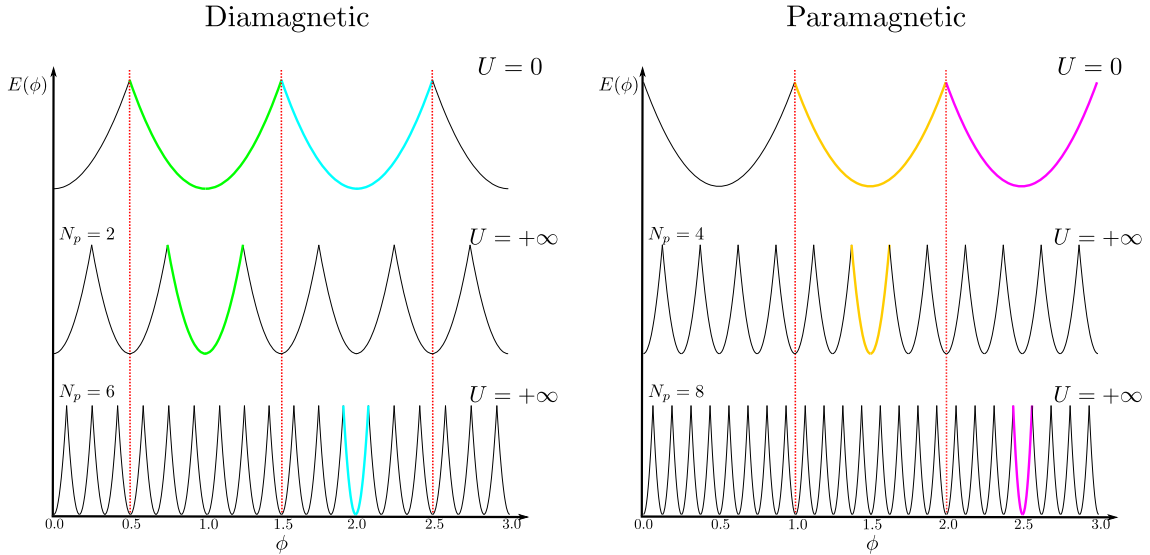 Diamagnetic
E(ϕ)
U = 0
N_p = 2
U = +∞
N_p = 6
U = +∞
0.0 0.5 1.0 1.5 2.0 2.5 3.0
ϕ
Paramagnetic
E(ϕ)
U = 0
N_p = 4
U = +∞
N_p = 8
U = +∞
0.0 0.5 1.0 1.5 2.0 2.5 3.0
ϕ